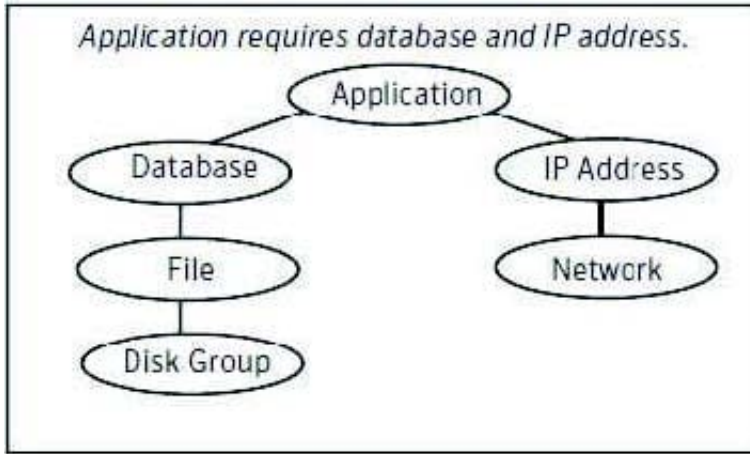 Application requires database and IP address.
Application
Database
IP Address
File
Network
Disk Group